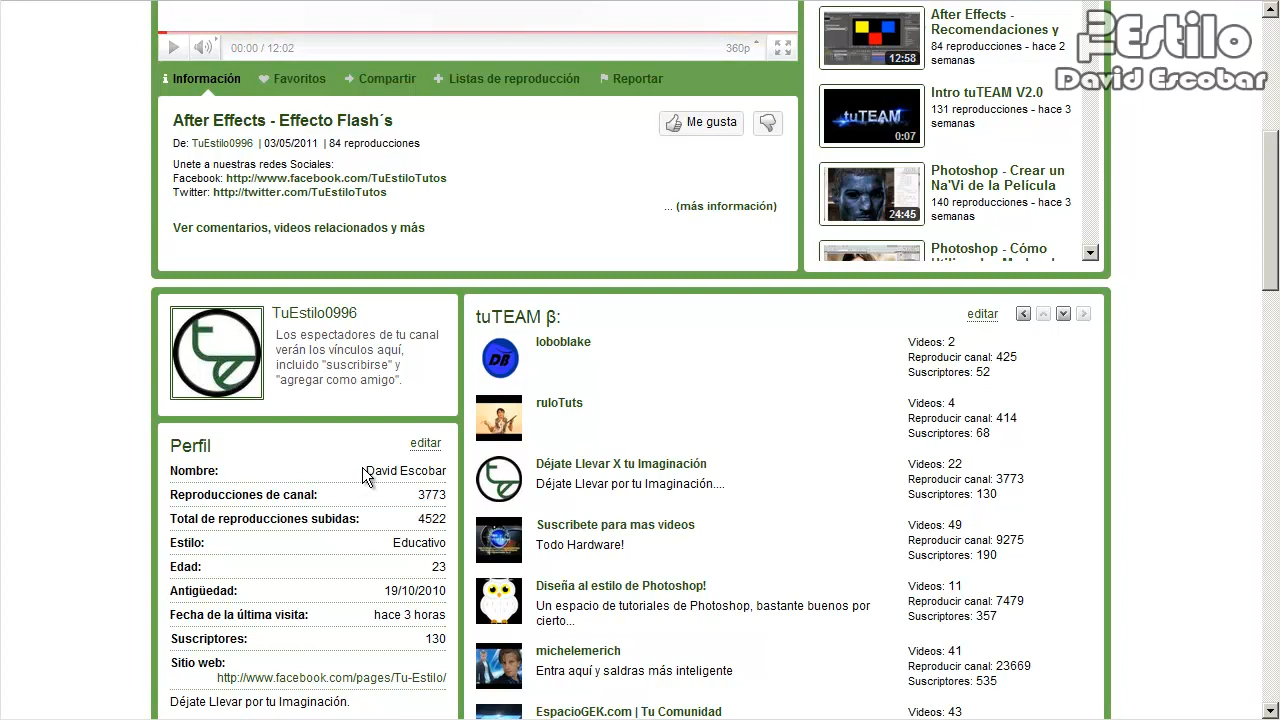 00:00 / 12:02
360p
Información
Favoritos
Compartir
Listas de reproducción
Reportar
After Effects - Effecto Flash´s
Me gusta
De: TuEstilo0996 | 03/05/2011 | 84 reproducciones
Unete a nuestras redes Sociales:
Facebook: http://www.facebook.com/TuEstiloTutos
Twitter: http://twitter.com/TuEstiloTutos
... (más información)
Ver comentarios, videos relacionados y más
12:58
After Effects -
Recomendaciones y
84 reproducciones - hace 2
semanas
tuTEAM
0:07
Intro tuTEAM V2.0
131 reproducciones - hace 3
semanas
24:45
Photoshop - Crear un
Na'Vi de la Película
140 reproducciones - hace 3
semanas
Photoshop - Cómo
Estilo
David Escobar
TuEstilo0996
Los espectadores de tu canal
verán los vínculos aquí,
incluido "suscribirse" y
"agregar como amigo".
te
Perfil
editar
Nombre: David Escobar
Reproducciones de canal: 3773
Total de reproducciones subidas: 4522
Estilo: Educativo
Edad: 23
Antigüedad: 19/10/2010
Fecha de la última visita: hace 3 horas
Suscriptores: 130
Sitio web:
http://www.facebook.com/pages/Tu-Estilo/
Déjate Llevar por tu Imaginación.
tuTEAM β:
editar
DB
loboblake
Videos: 2
Reproducir canal: 425
Suscriptores: 52
ruloTuts
Videos: 4
Reproducir canal: 414
Suscriptores: 68
te
Déjate Llevar X tu Imaginación
Déjate Llevar por tu Imaginación....
Videos: 22
Reproducir canal: 3773
Suscriptores: 130
Suscribete para mas videos
Todo Hardware!
Videos: 49
Reproducir canal: 9275
Suscriptores: 190
Diseña al estilo de Photoshop!
Un espacio de tutoriales de Photoshop, bastante buenos por
cierto...
Videos: 11
Reproducir canal: 7479
Suscriptores: 357
michelemerich
Entra aquí y saldras más inteligente
Videos: 41
Reproducir canal: 23669
Suscriptores: 535
EspacioGEK.com | Tu Comunidad
Videos: 43